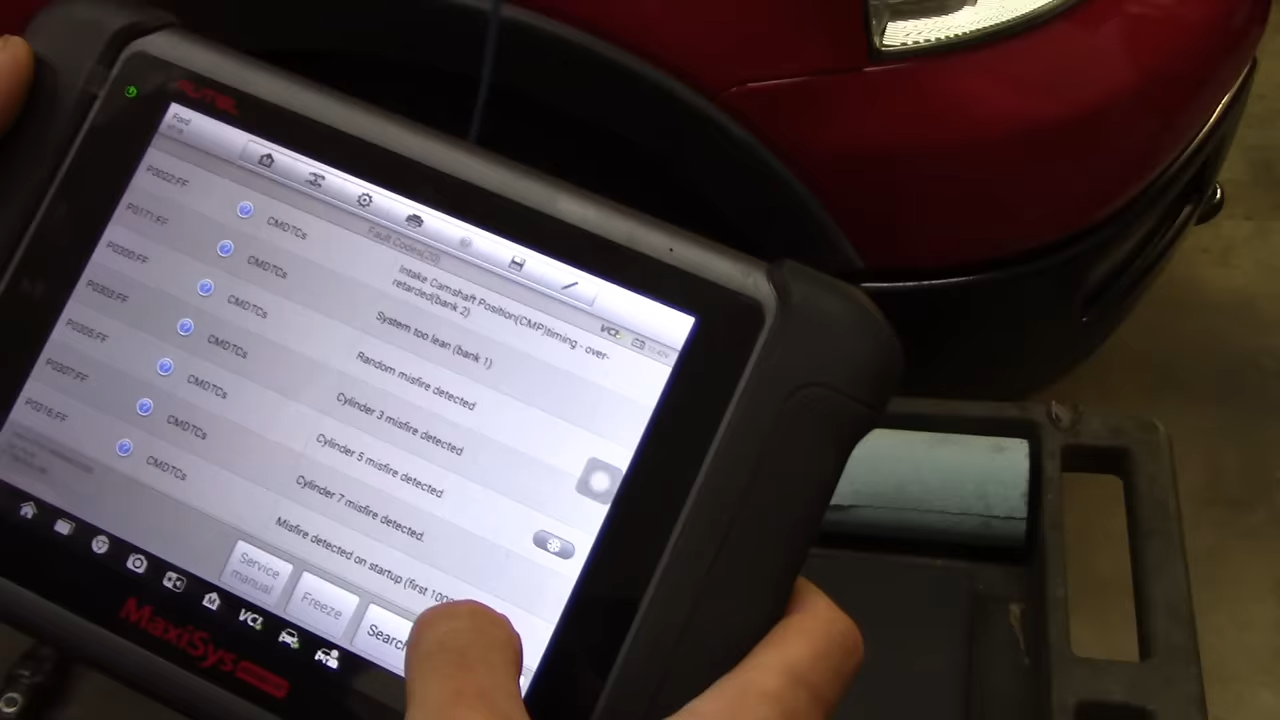 AUTEL
Ford
VCI
Fault Codes(20)
P0022:FF
CMDTCs
Intake Camshaft Position(CMP)timing - over-
retarded(bank 2)
P0171:FF
CMDTCs
System too lean (bank 1)
P0300:FF
CMDTCs
Random misfire detected
P0303:FF
CMDTCs
Cylinder 3 misfire detected
P0305:FF
CMDTCs
Cylinder 5 misfire detected
P0307:FF
CMDTCs
Cylinder 7 misfire detected.
P0316:FF
CMDTCs
Misfire detected on startup (first
Service
manual
Freeze
Search
VCI
MaxiSys